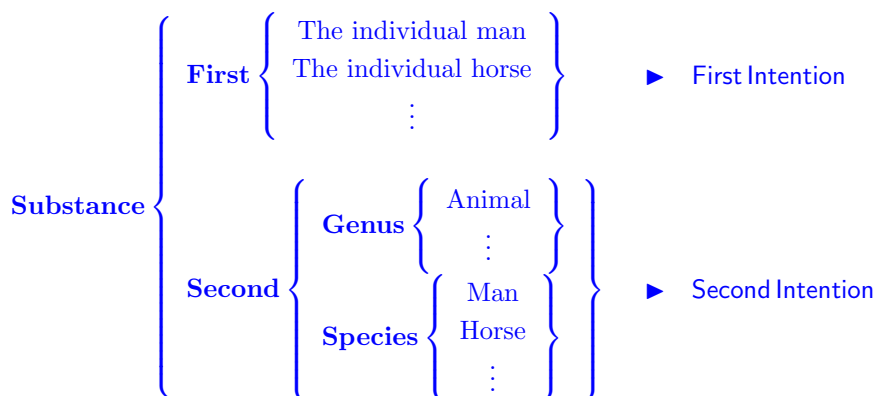 The individual man
First The individual horse ► First Intention
⋮
Substance
Animal
Genus
⋮
Second ► Second Intention
Man
Species Horse
⋮